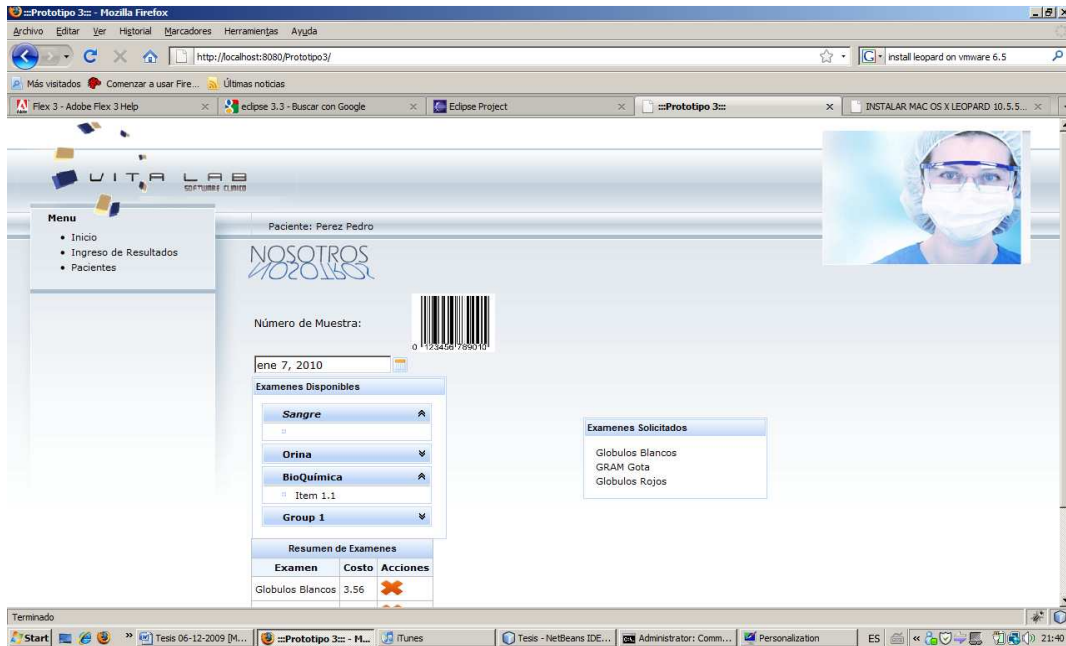 :::Prototipo 3::: - Mozilla Firefox
Archivo Editar Ver Historial Marcadores Herramientas Ayuda
http://localhost:8080/Prototipo3/
install leopard on vmware 6.5
Más visitados Comenzar a usar Fire... Últimas noticias
Flex 3 - Adobe Flex 3 Help
eclipse 3.3 - Buscar con Google
Eclipse Project
:::Prototipo 3:::
INSTALAR MAC OS X LEOPARD 10.5.5...
VITA LAB
SOFTWARE CLINICO
Menu
Inicio
Ingreso de Resultados
Pacientes
Paciente: Perez Pedro
NOSOTROS
Número de Muestra:
0 123456 789010
ene 7, 2010
Examenes Disponibles
Sangre
Orina
BioQuímica
Item 1.1
Group 1
Examenes Solicitados
Globulos Blancos
GRAM Gota
Globulos Rojos
Resumen de Examenes
Examen Costo Acciones
Globulos Blancos 3.56
Terminado
Start
Tesis 06-12-2009 [M...
:::Prototipo 3::: - M...
iTunes
Tesis - NetBeans IDE...
Administrator: Comm...
Personalization
ES
21:40